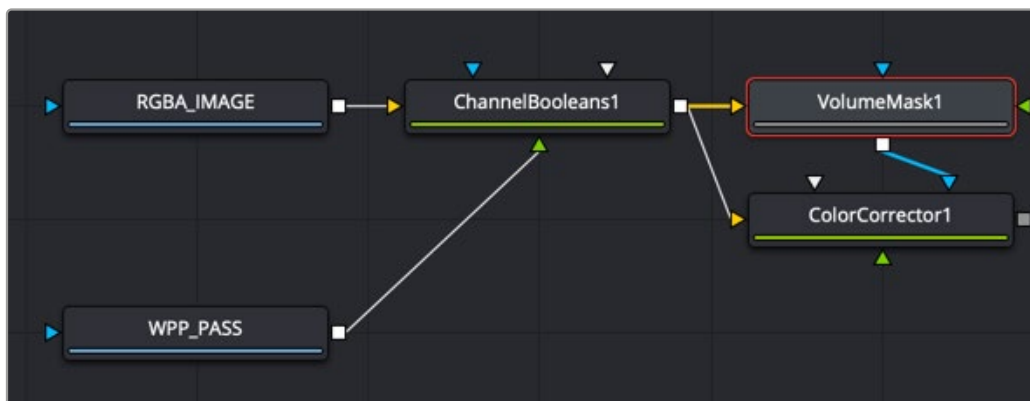 RGBA_IMAGE
ChannelBooleans1
VolumeMask1
ColorCorrector1
WPP_PASS